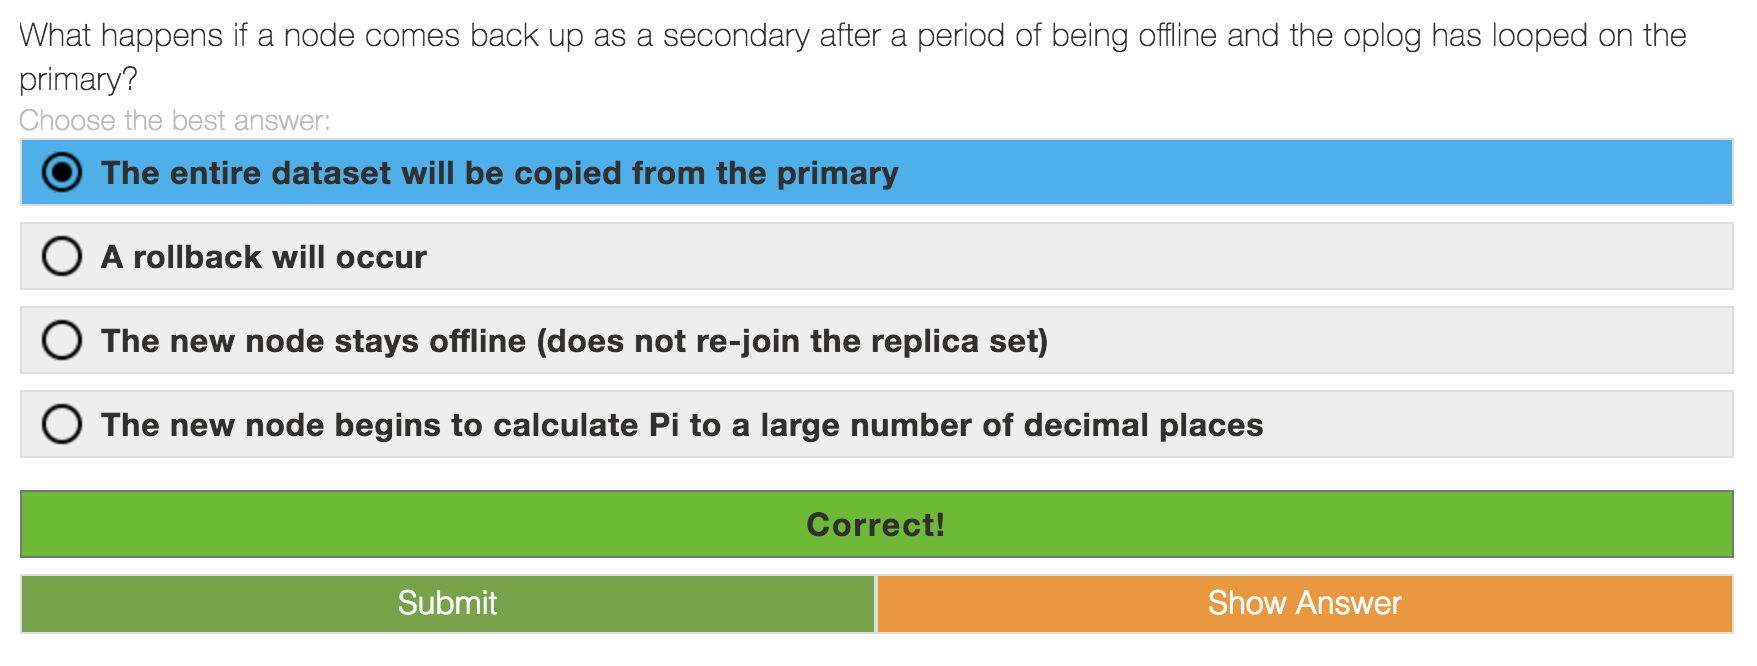 What happens if a node comes back up as a secondary after a period of being offline and the oplog has looped on the
primary?
Choose the best answer:
The entire dataset will be copied from the primary
A rollback will occur
The new node stays offline (does not re-join the replica set)
The new node begins to calculate Pi to a large number of decimal places
Correct!
Submit
Show Answer